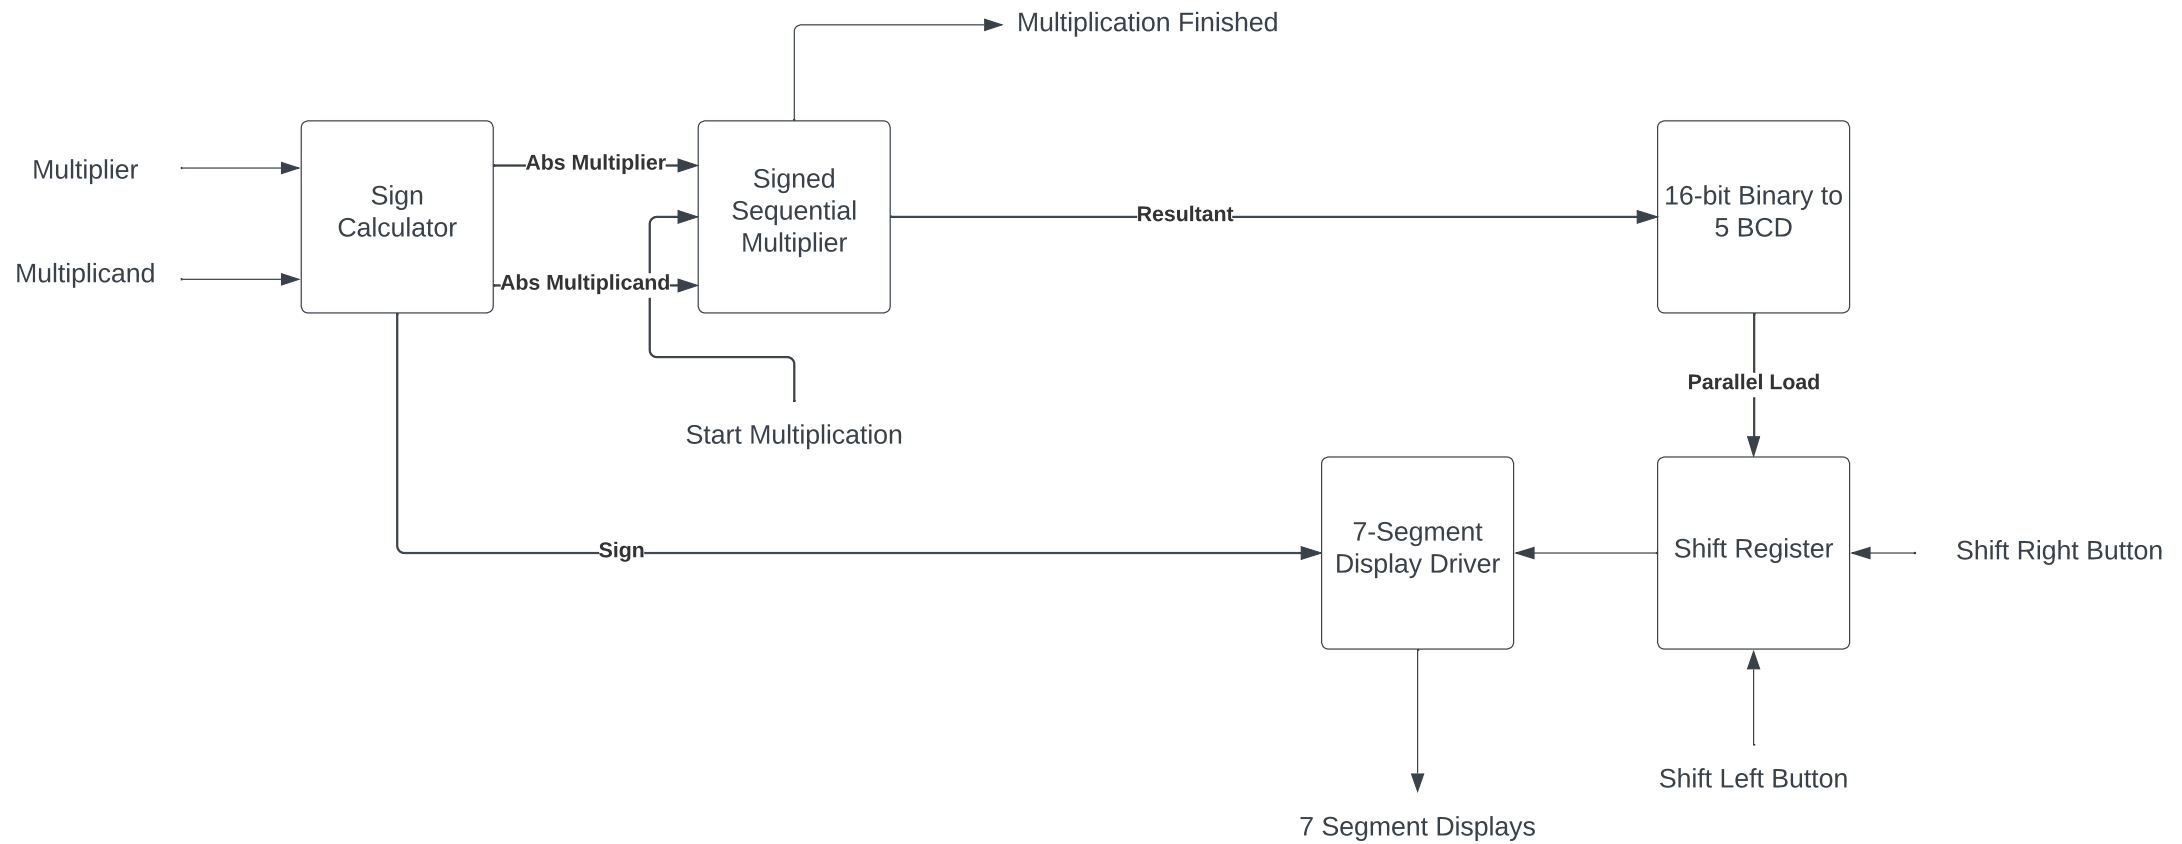 Multiplication Finished
Multiplier
Multiplicand
Sign
Calculator
Abs Multiplier
Abs Multiplicand
Signed
Sequential
Multiplier
Resultant
16-bit Binary to
5 BCD
Start Multiplication
Parallel Load
Sign
7-Segment
Display Driver
Shift Register
Shift Right Button
Shift Left Button
7 Segment Displays